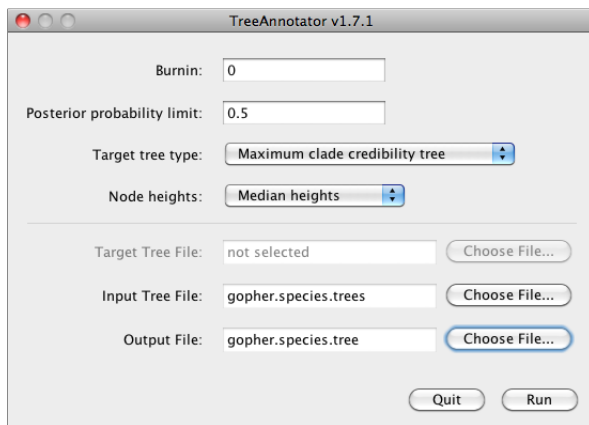 TreeAnnotator v1.7.1
Burnin: 0
Posterior probability limit: 0.5
Target tree type: Maximum clade credibility tree
Node heights: Median heights
Target Tree File: not selected Choose File...
Input Tree File: gopher.species.trees Choose File...
Output File: gopher.species.tree Choose File...
Quit Run